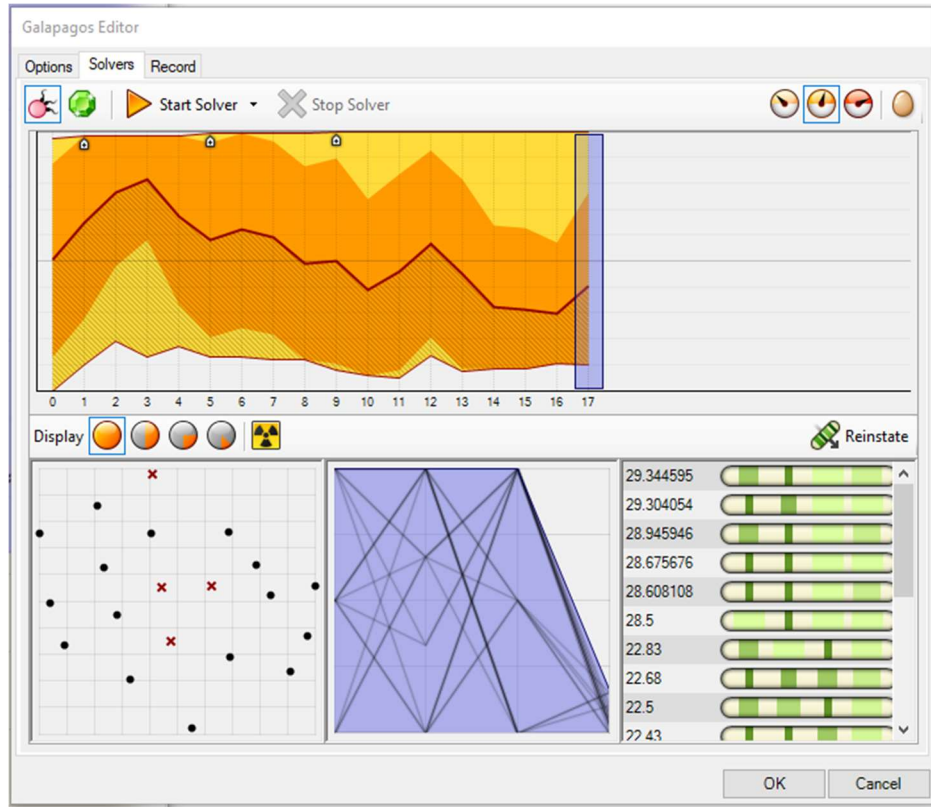 Galapagos Editor
Options Solvers Record
Start Solver Stop Solver
0 1 2 3 4 5 6 7 8 9 10 11 12 13 14 15 16 17
Display Reinstate
29.344595
29.304054
28.945946
28.675676
28.608108
28.5
22.83
22.68
22.5
22.43
OK Cancel